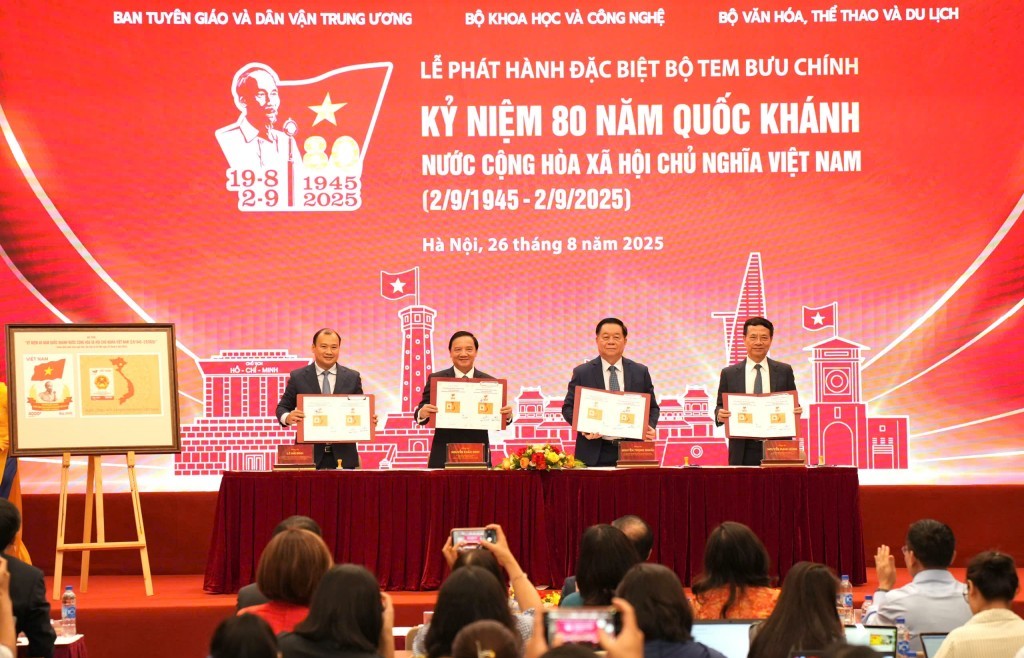 BAN TUYÊN GIÁO VÀ DÂN VẬN TRUNG ƯƠNG
BỘ KHOA HỌC VÀ CÔNG NGHỆ
BỘ VĂN HÓA, THỂ THAO VÀ DU LỊCH
LỄ PHÁT HÀNH ĐẶC BIỆT BỘ TEM BƯU CHÍNH
KỶ NIỆM 80 NĂM QUỐC KHÁNH
NƯỚC CỘNG HÒA XÃ HỘI CHỦ NGHĨA VIỆT NAM
(2/9/1945 - 2/9/2025)
Hà Nội, 26 tháng 8 năm 2025
80
19-8
2-9
1945
2025
CHỦ TỊCH
HỒ - CHÍ - MINH
VIỆT NAM